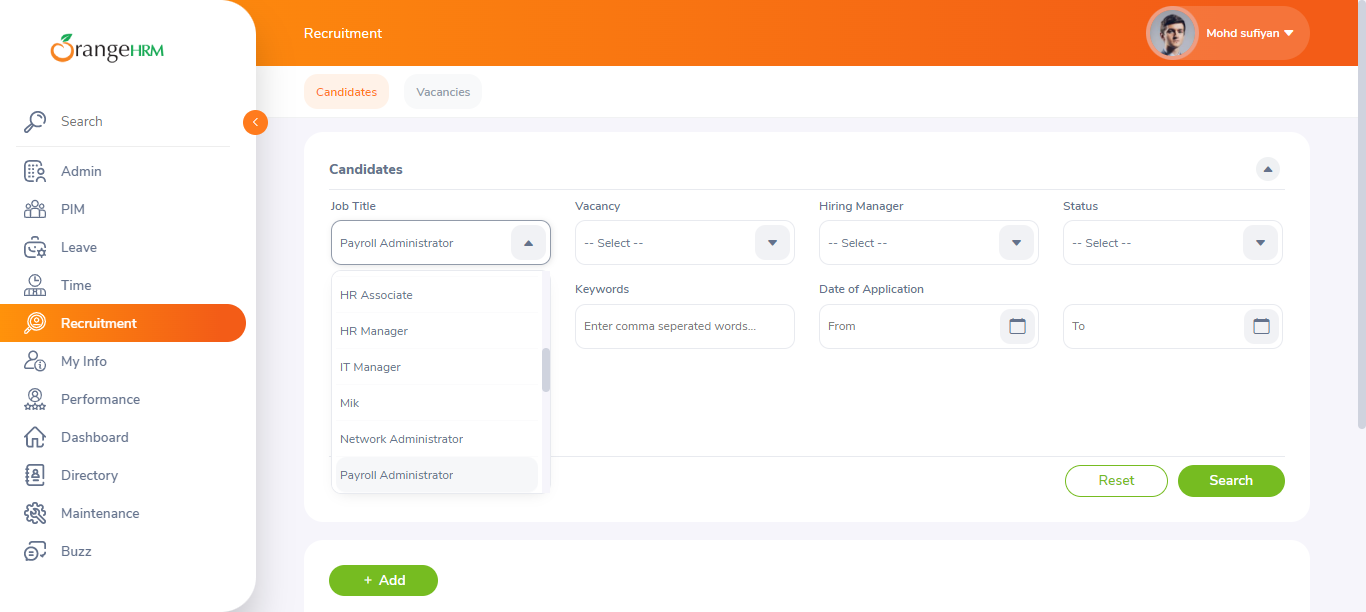 OrangeHRM
Search
Admin
PIM
Leave
Time
Recruitment
My Info
Performance
Dashboard
Directory
Maintenance
Buzz
Recruitment
Mohd sufiyan
Candidates
Vacancies
Candidates
Job Title
Vacancy
Hiring Manager
Status
Payroll Administrator
-- Select --
-- Select --
-- Select --
HR Associate
HR Manager
IT Manager
Mik
Network Administrator
Payroll Administrator
Keywords
Date of Application
Enter comma seperated words...
From
To
Reset
Search
+ Add